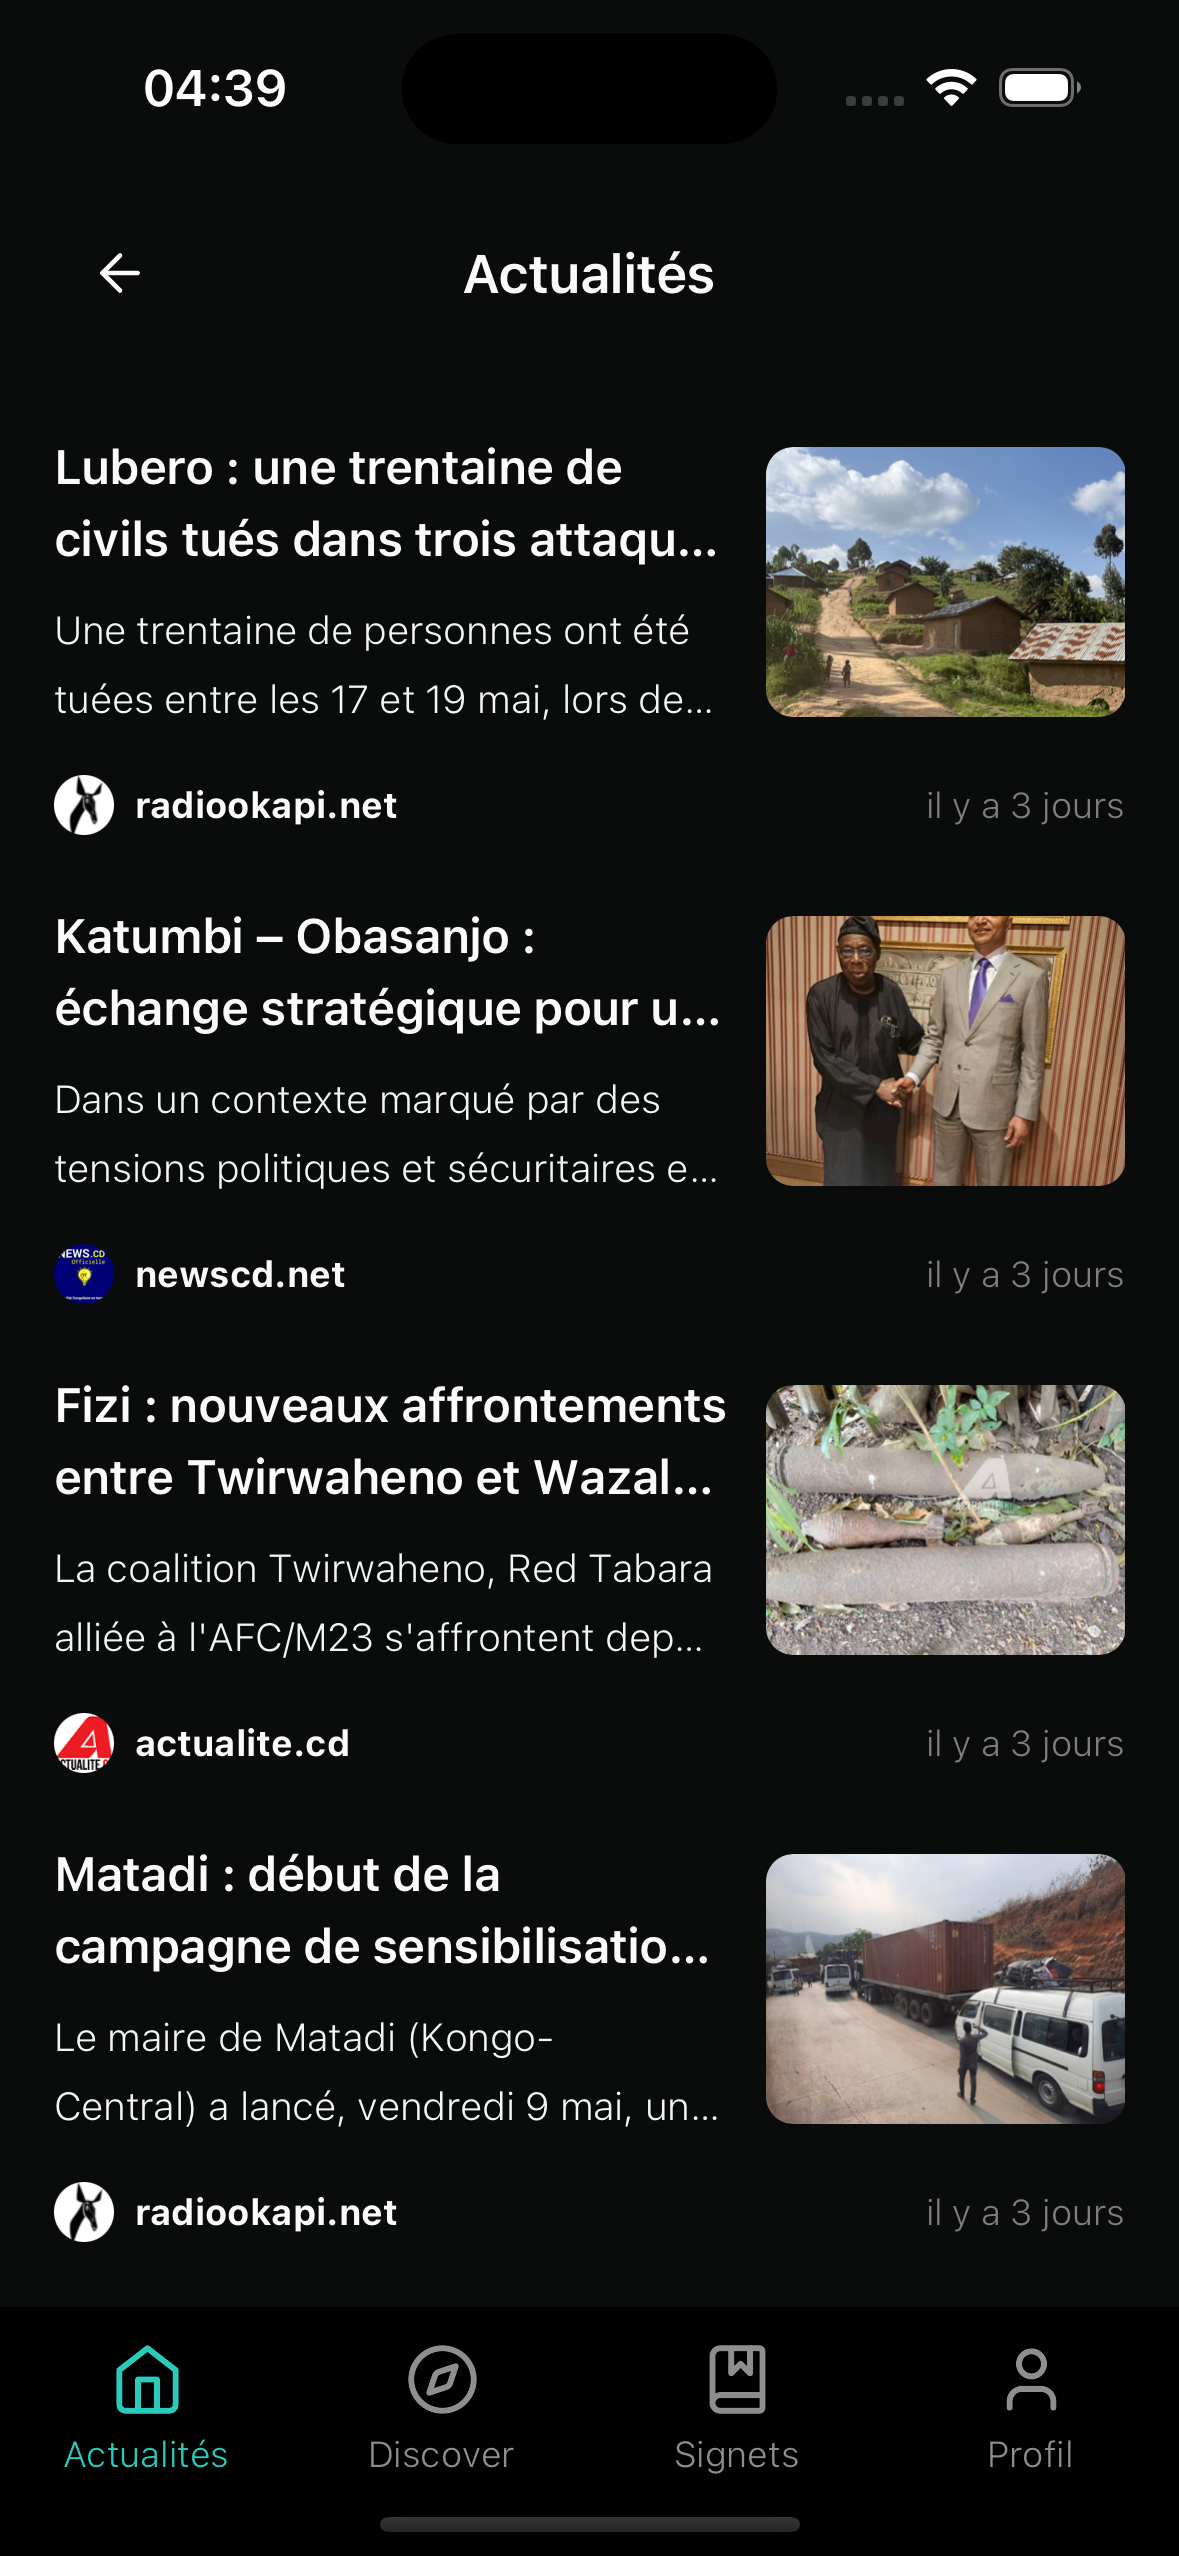 04:39
Actualités
Lubero : une trentaine de
civils tués dans trois attaqu...
Une trentaine de personnes ont été
tuées entre les 17 et 19 mai, lors de...
radiookapi.net
il y a 3 jours
Katumbi – Obasanjo :
échange stratégique pour u...
Dans un contexte marqué par des
tensions politiques et sécuritaires e...
NEWS.CD
Officielle
newscd.net
il y a 3 jours
Fizi : nouveaux affrontements
entre Twirwaheno et Wazal...
La coalition Twirwaheno, Red Tabara
alliée à l'AFC/M23 s'affrontent dep...
actualite.cd
il y a 3 jours
Matadi : début de la
campagne de sensibilisatio...
Le maire de Matadi (Kongo-
Central) a lancé, vendredi 9 mai, un...
radiookapi.net
il y a 3 jours
Actualités
Discover
Signets
Profil